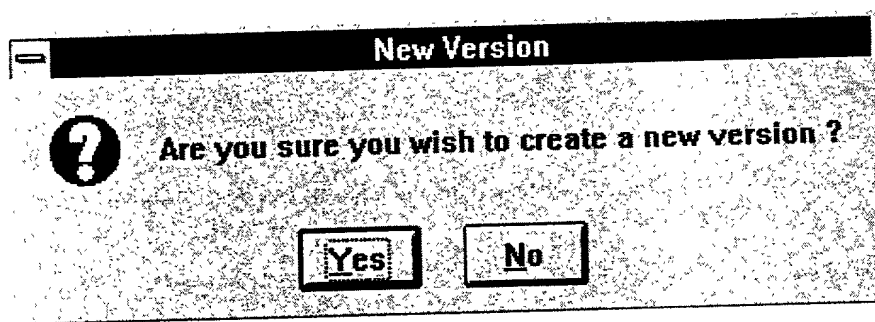 New Version
Are you sure you wish to create a new version ?
Yes
No